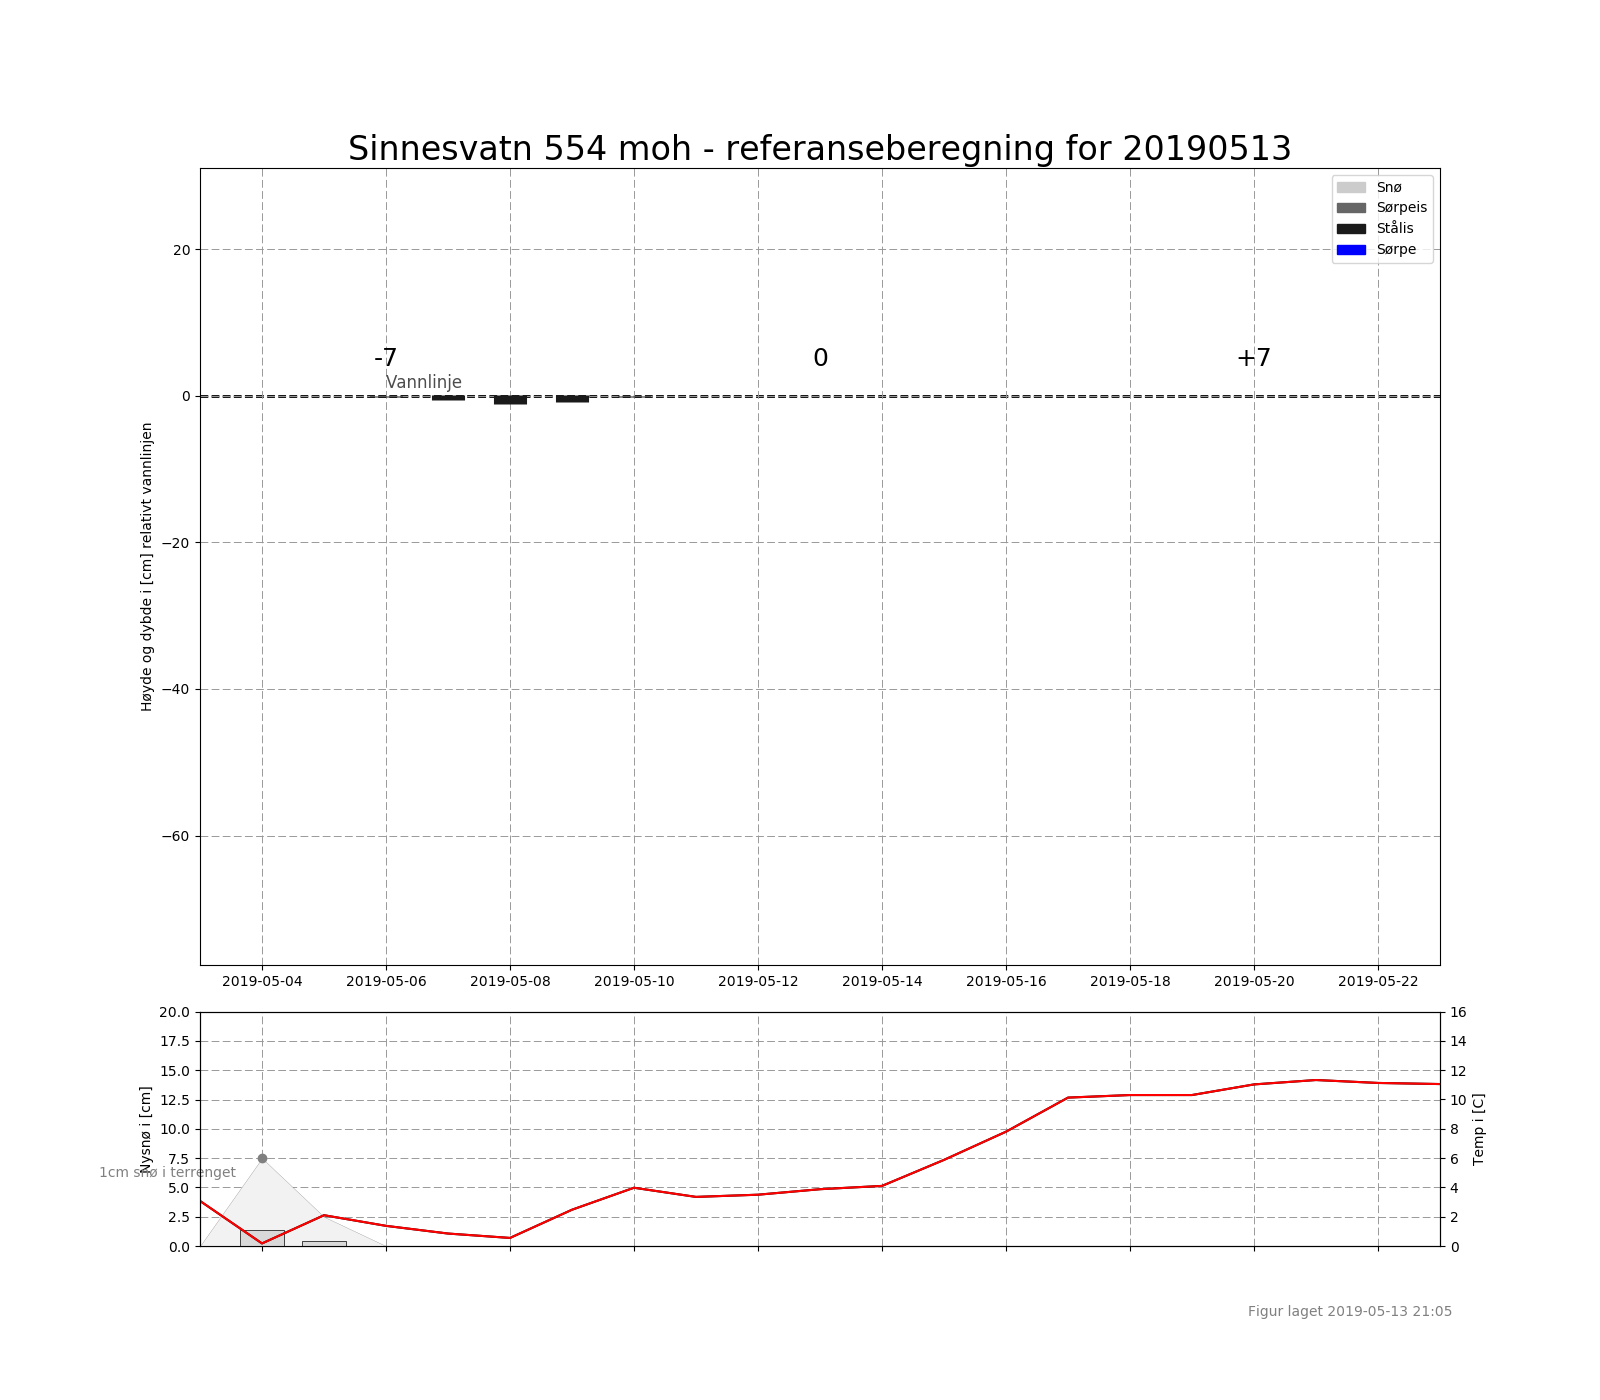 Sinnesvatn 554 moh - referanseberegning for 20190513
Snø
Sørpeis
Stålis
Sørpe
20
-7
0
+7
Vannlinje
0
−20
−40
−60
Høyde og dybde i [cm] relativt vannlinjen
2019-05-04 2019-05-06 2019-05-08 2019-05-10 2019-05-12 2019-05-14 2019-05-16 2019-05-18 2019-05-20 2019-05-22
20.0
17.5
15.0
12.5
10.0
7.5
5.0
2.5
0.0
Nysnø i [cm]
1cm snø i terrenget
16
14
12
10
8
6
4
2
0
Temp i [C]
Figur laget 2019-05-13 21:05